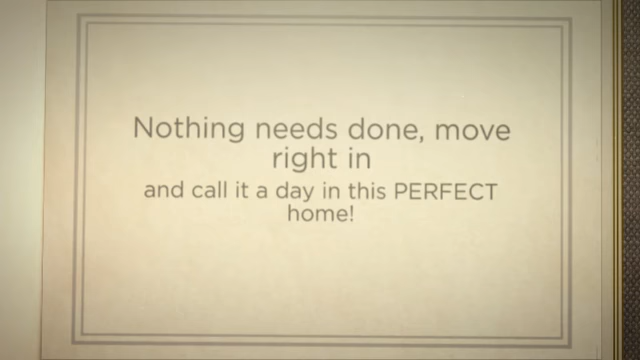 Nothing needs done, move
right in
and call it a day in this PERFECT
home!